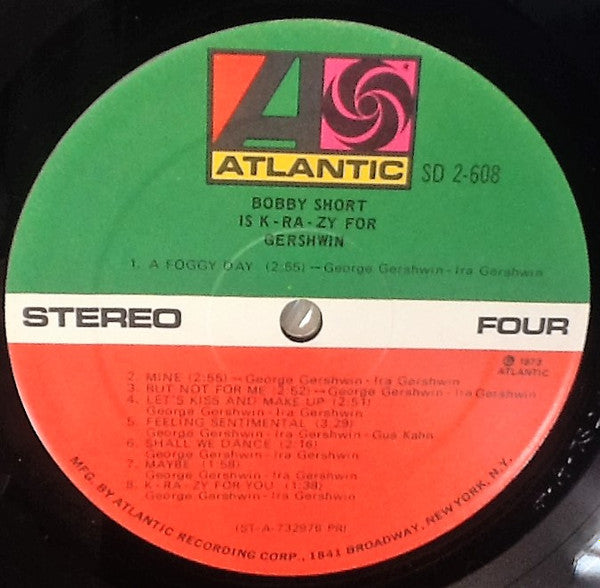 ATLANTIC
SD 2-608
BOBBY SHORT
IS K-RA-ZY FOR
GERSHWIN
1. A FOGGY DAY (2:55)—George Gershwin-Ira Gershwin
STEREO
FOUR
℗ 1973
ATLANTIC
2. MINE (2:55)—George Gershwin-Ira Gershwin
3. BUT NOT FOR ME (2:52)—George Gershwin-Ira Gershwin
4. LET'S KISS AND MAKE UP (2:51)
George Gershwin-Ira Gershwin
5. FEELING SENTIMENTAL (3:29)
George Gershwin-Ira Gershwin-Gus Kahn
6. SHALL WE DANCE (2:16)
George Gershwin-Ira Gershwin
7. MAYBE (1:58)
George Gershwin-Ira Gershwin
8. K-RA-ZY FOR YOU (1:38)
George Gershwin-Ira Gershwin
(ST-A-732976 PR)
MFG. BY ATLANTIC RECORDING CORP., 1841 BROADWAY, NEW YORK, N.Y.